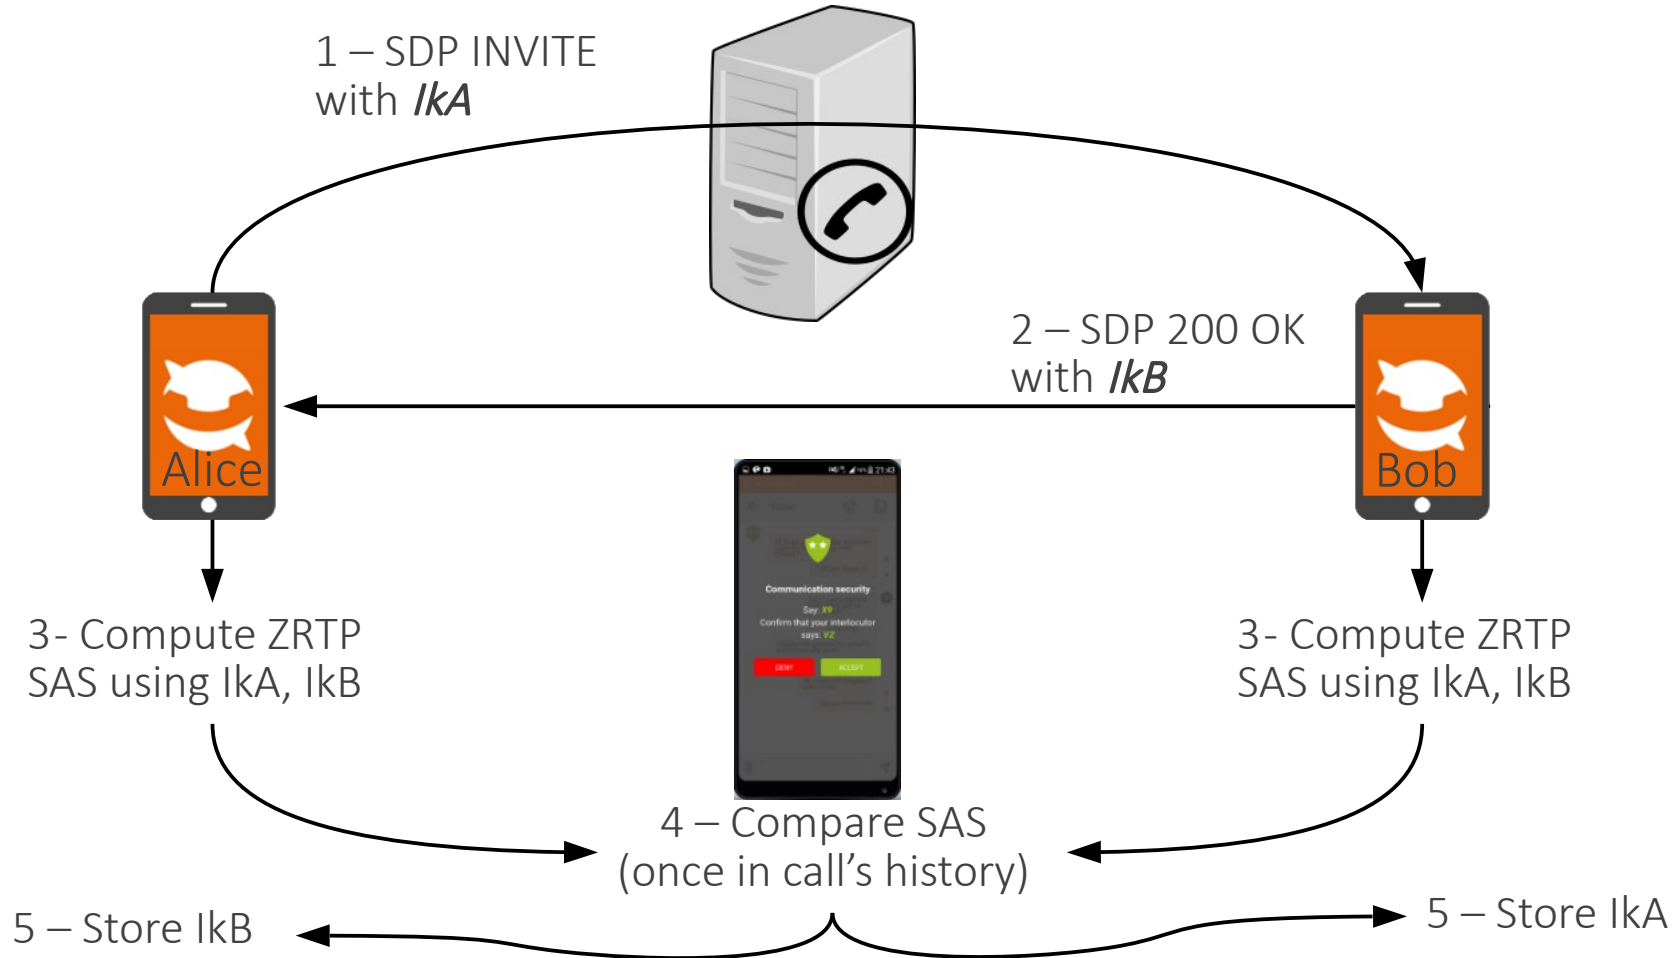 1 – SDP INVITE
with IkA
2 – SDP 200 OK
with IkB
Alice
Bob
21:43
Communication security
Say: X9
Confirm that your interlocutor
says: VZ
DENY
ACCEPT
3- Compute ZRTP
SAS using IkA, IkB
3- Compute ZRTP
SAS using IkA, IkB
4 – Compare SAS
(once in call’s history)
5 – Store IkB
5 – Store IkA